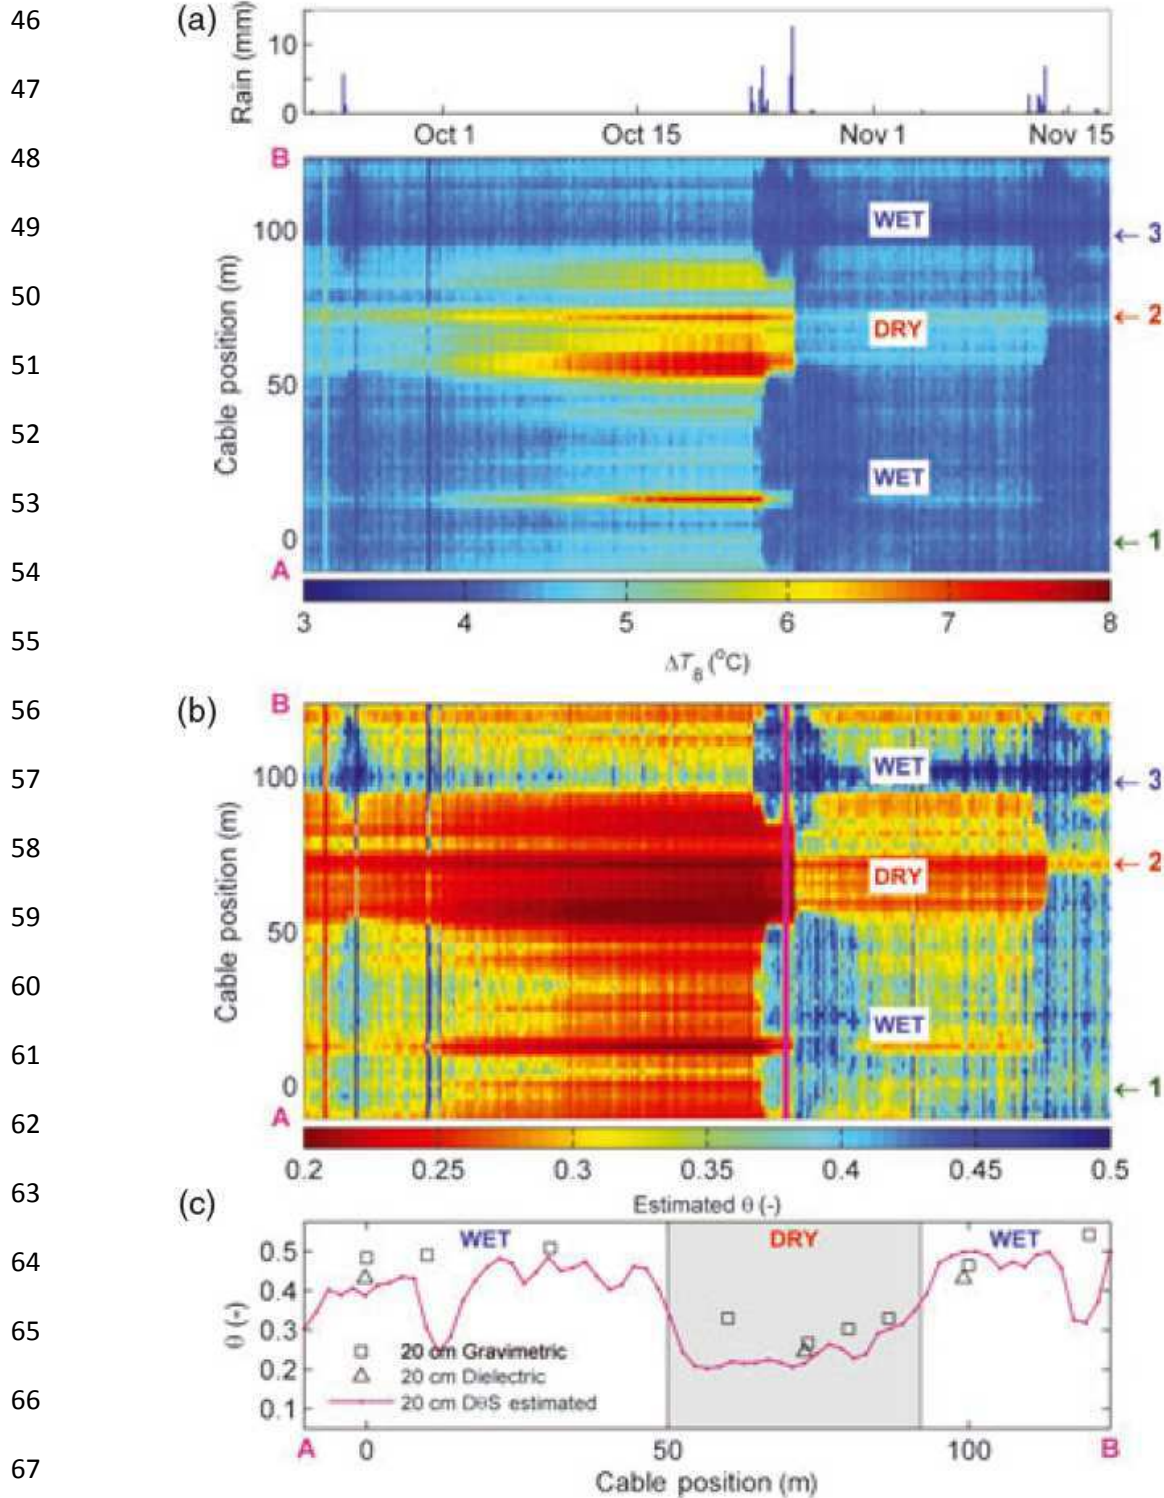 46
(a)
Rain (mm)
10
47
0
Oct 1 Oct 15 Nov 1 Nov 15
48
B
49
WET
100
← 3
50
Cable position (m)
DRY
← 2
51
50
52
WET
53
0
← 1
54
A
3 4 5 6 7 8
55
ΔT8 (°C)
56
(b)
B
57
WET
100
← 3
58
Cable position (m)
DRY
← 2
59
50
60
WET
61
0
← 1
62
A
0.2 0.25 0.3 0.35 0.4 0.45 0.5
63
(c)
Estimated θ (-)
WET DRY WET
64
0.5
0.4
65
θ (-)
0.3
20 cm Gravimetric
0.2
20 cm Dielectric
66
0.1
20 cm DθS estimated
A 0 50 100 B
67
Cable position (m)